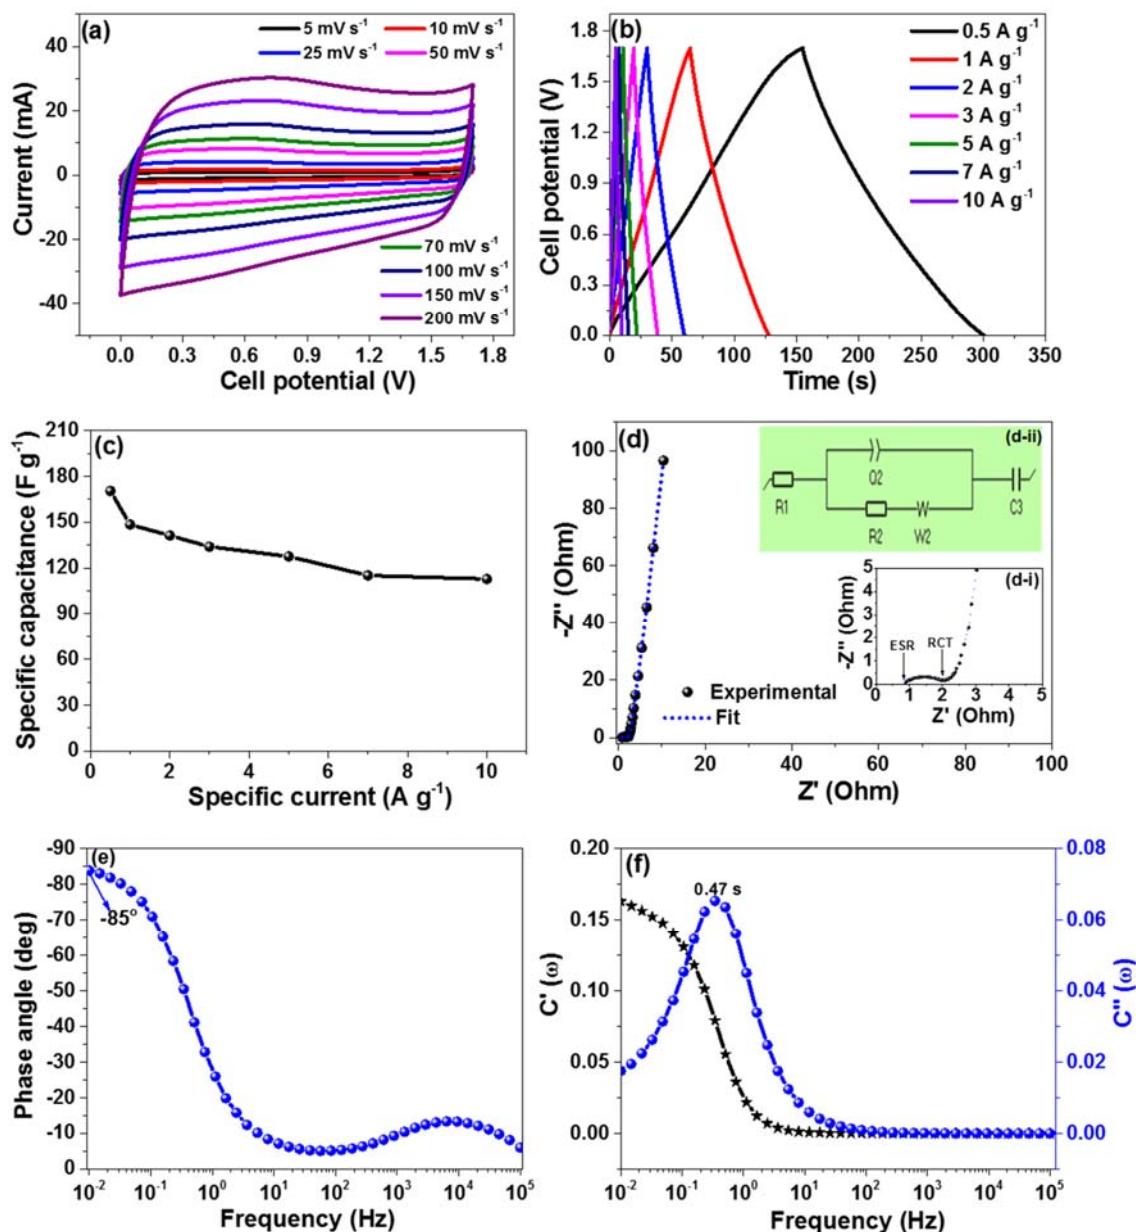 (a)
5 mV s⁻¹ 10 mV s⁻¹
25 mV s⁻¹ 50 mV s⁻¹
70 mV s⁻¹
100 mV s⁻¹
150 mV s⁻¹
200 mV s⁻¹
40
20
0
-20
-40
Current (mA)
0.0 0.3 0.6 0.9 1.2 1.5 1.8
Cell potential (V)
(b)
0.5 A g⁻¹
1 A g⁻¹
2 A g⁻¹
3 A g⁻¹
5 A g⁻¹
7 A g⁻¹
10 A g⁻¹
1.8
1.5
1.2
0.9
0.6
0.3
0.0
Cell potential (V)
0 50 100 150 200 250 300 350
Time (s)
(c)
210
180
150
120
90
60
30
0
Specific capacitance (F g⁻¹)
0 2 4 6 8 10
Specific current (A g⁻¹)
(d)
100
80
60
40
20
0
-Z'' (Ohm)
0 20 40 60 80 100
Z' (Ohm)
Experimental
Fit
(d-ii)
R1
Q2
R2 W2
C3
(d-i)
5
4
3
2
1
0
-Z'' (Ohm)
ESR
RCT
0 1 2 3 4 5
Z' (Ohm)
(e)
-90
-80
-70
-60
-50
-40
-30
-20
-10
0
Phase angle (deg)
-85°
10⁻² 10⁻¹ 10⁰ 10¹ 10² 10³ 10⁴ 10⁵
Frequency (Hz)
(f)
0.20
0.15
0.10
0.05
0.00
C' (ω)
0.47 s
0.08
0.06
0.04
0.02
0.00
C'' (ω)
10⁻² 10⁻¹ 10⁰ 10¹ 10² 10³ 10⁴ 10⁵
Frequency (Hz)